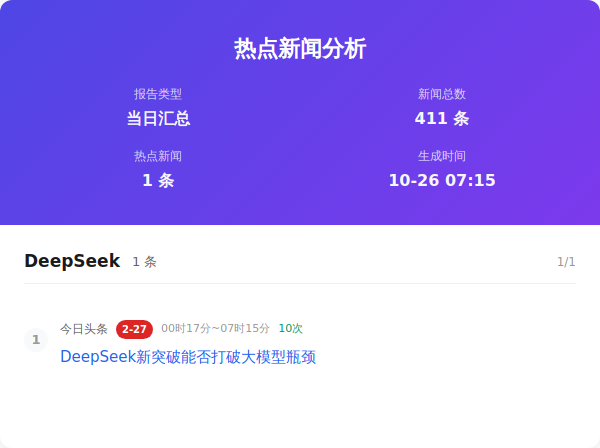 热点新闻分析
报告类型
新闻总数
当日汇总
411 条
热点新闻
生成时间
1 条
10-26 07:15
DeepSeek 1 条 1/1
1 今日头条 2-27 00时17分~07时15分 10次
DeepSeek新突破能否打破大模型瓶颈